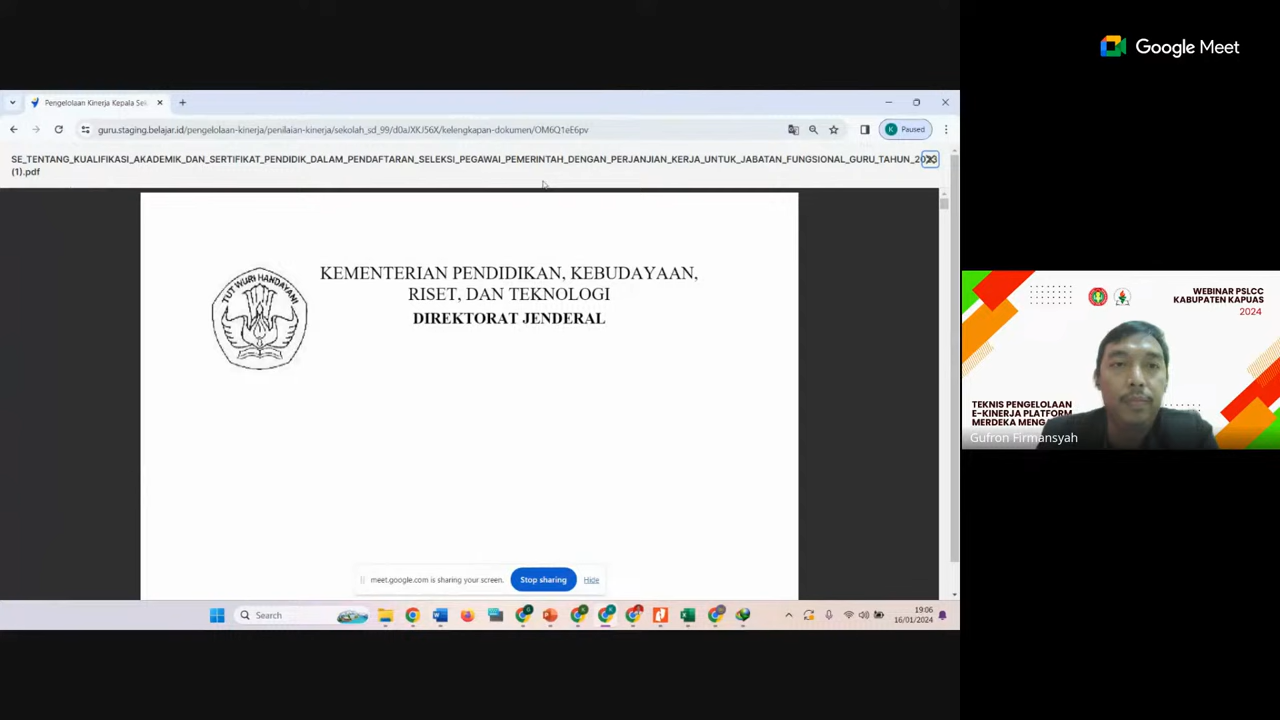 Google Meet
Pengelolaan Kinerja Kepala Sek
guru.staging.belajar.id/pengelolaan-kinerja/penilaian-kinerja/sekolah_sd_99/d0aJXKJ56X/kelengkapan-dokumen/OM6Q1eE6pv
Paused
SE_TENTANG_KUALIFIKASI_AKADEMIK_DAN_SERTIFIKAT_PENDIDIK_DALAM_PENDAFTARAN_SELEKSI_PEGAWAI_PEMERINTAH_DENGAN_PERJANJIAN_KERJA_UNTUK_JABATAN_FUNGSIONAL_GURU_TAHUN_2023
(1).pdf
TUT WURI HANDAYANI
KEMENTERIAN PENDIDIKAN, KEBUDAYAAN,
RISET, DAN TEKNOLOGI
DIREKTORAT JENDERAL
meet.google.com is sharing your screen.
Stop sharing
Hide
Search
19:06
16/01/2024
WEBINAR PSLCC
KABUPATEN KAPUAS
2024
TEKNIS PENGELOLAAN
E-KINERJA PLATFORM
MERDEKA MENGA
Gufron Firmansyah